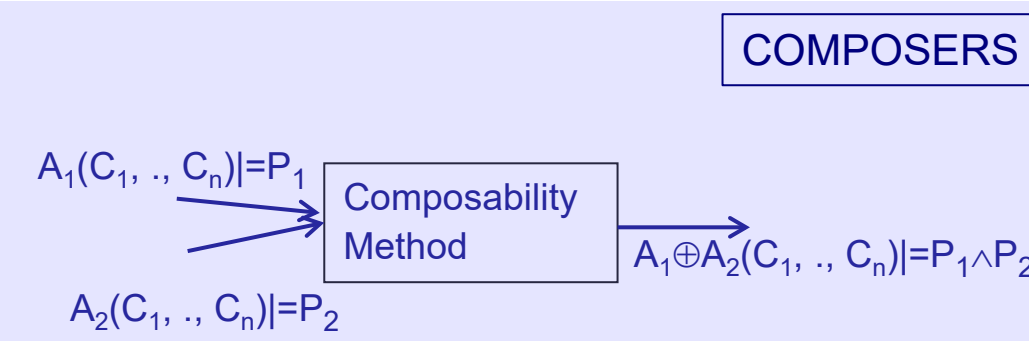 COMPOSERS
A₁(C₁, ., Cₙ)|=P₁
Composability
Method
A₁⊕A₂(C₁, ., Cₙ)|=P₁∧P₂
A₂(C₁, ., Cₙ)|=P₂